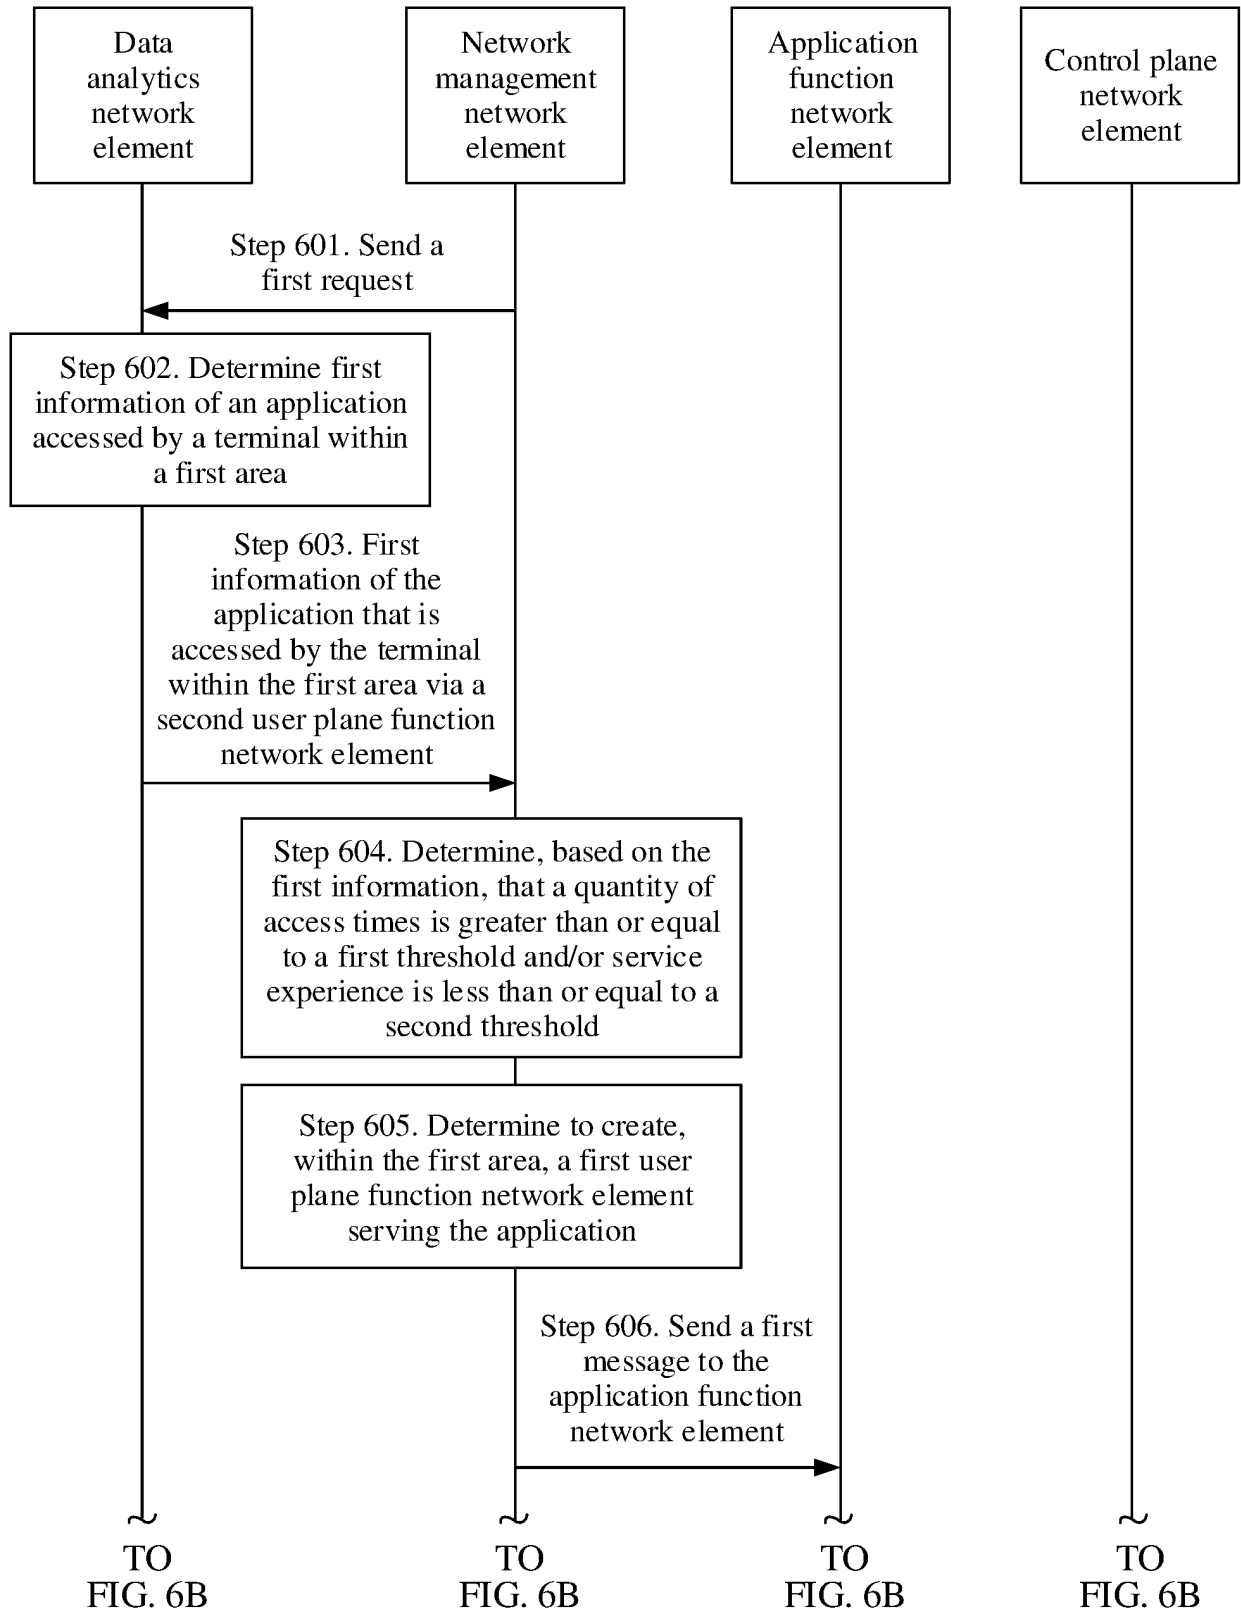 Data
analytics
network
element
Network
management
network
element
Application
function
network
element
Control plane
network
element
Step 601. Send a
first request
Step 602. Determine first
information of an application
accessed by a terminal within
a first area
Step 603. First
information of the
application that is
accessed by the terminal
within the first area via a
second user plane function
network element
Step 604. Determine, based on the
first information, that a quantity of
access times is greater than or equal
to a first threshold and/or service
experience is less than or equal to a
second threshold
Step 605. Determine to create,
within the first area, a first user
plane function network element
serving the application
Step 606. Send a first
message to the
application function
network element
TO
FIG. 6B
TO
FIG. 6B
TO
FIG. 6B
TO
FIG. 6B